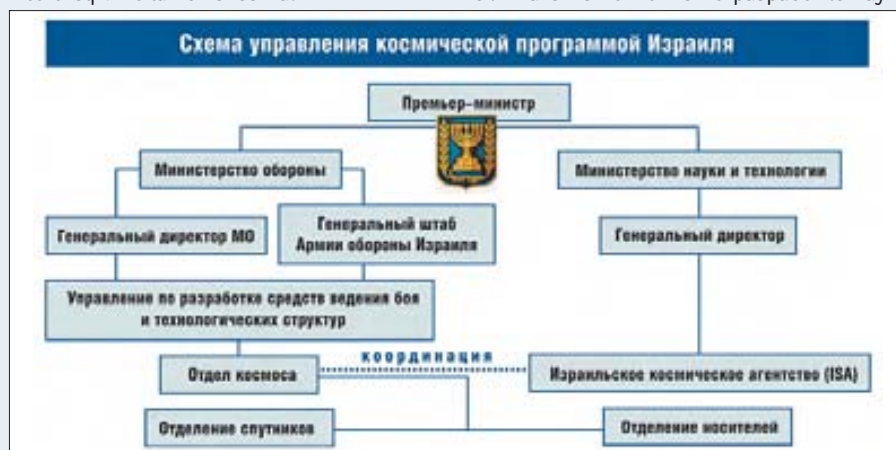 Схема управления космической программой Израиля
Премьер-министр
Министерство обороны
Министерство науки и технологии
Генеральный директор МО
Генеральный штаб
Армии обороны Израиля
Генеральный директор
Управление по разработке средств ведения боя
и технологических структур
координация
Отдел космоса
Израильское космическое агентство (ISA)
Отделение спутников
Отделение носителей